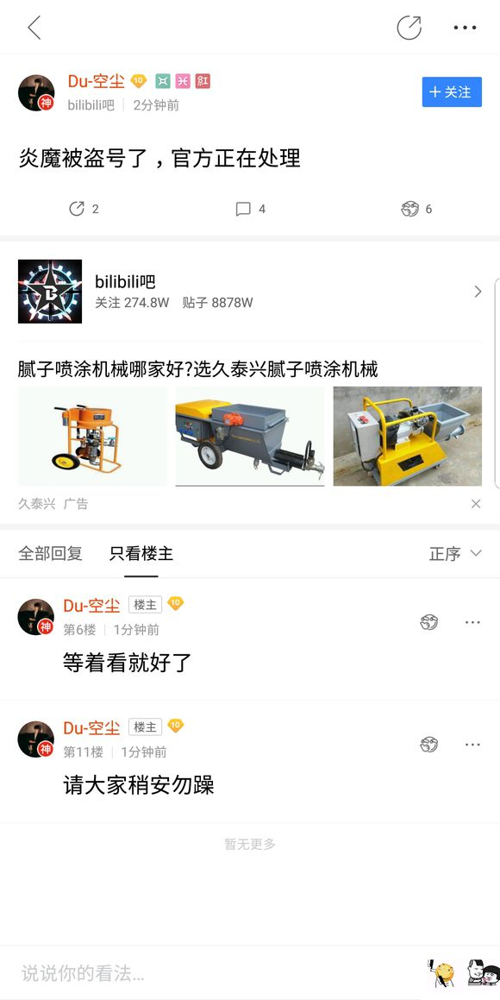 Du-空尘 10 紅
神
bilibili吧 2分钟前
+ 关注
炎魔被盗号了，官方正在处理
2 4 6
B
bilibili吧
关注 274.8W 贴子 8878W
腻子喷涂机械哪家好?选久泰兴腻子喷涂机械
久泰兴 广告
全部回复 只看楼主 正序
Du-空尘 楼主 10
神
第6楼 1分钟前
等着看就好了
Du-空尘 楼主 10
神
第11楼 1分钟前
请大家稍安勿躁
暂无更多
说说你的看法...